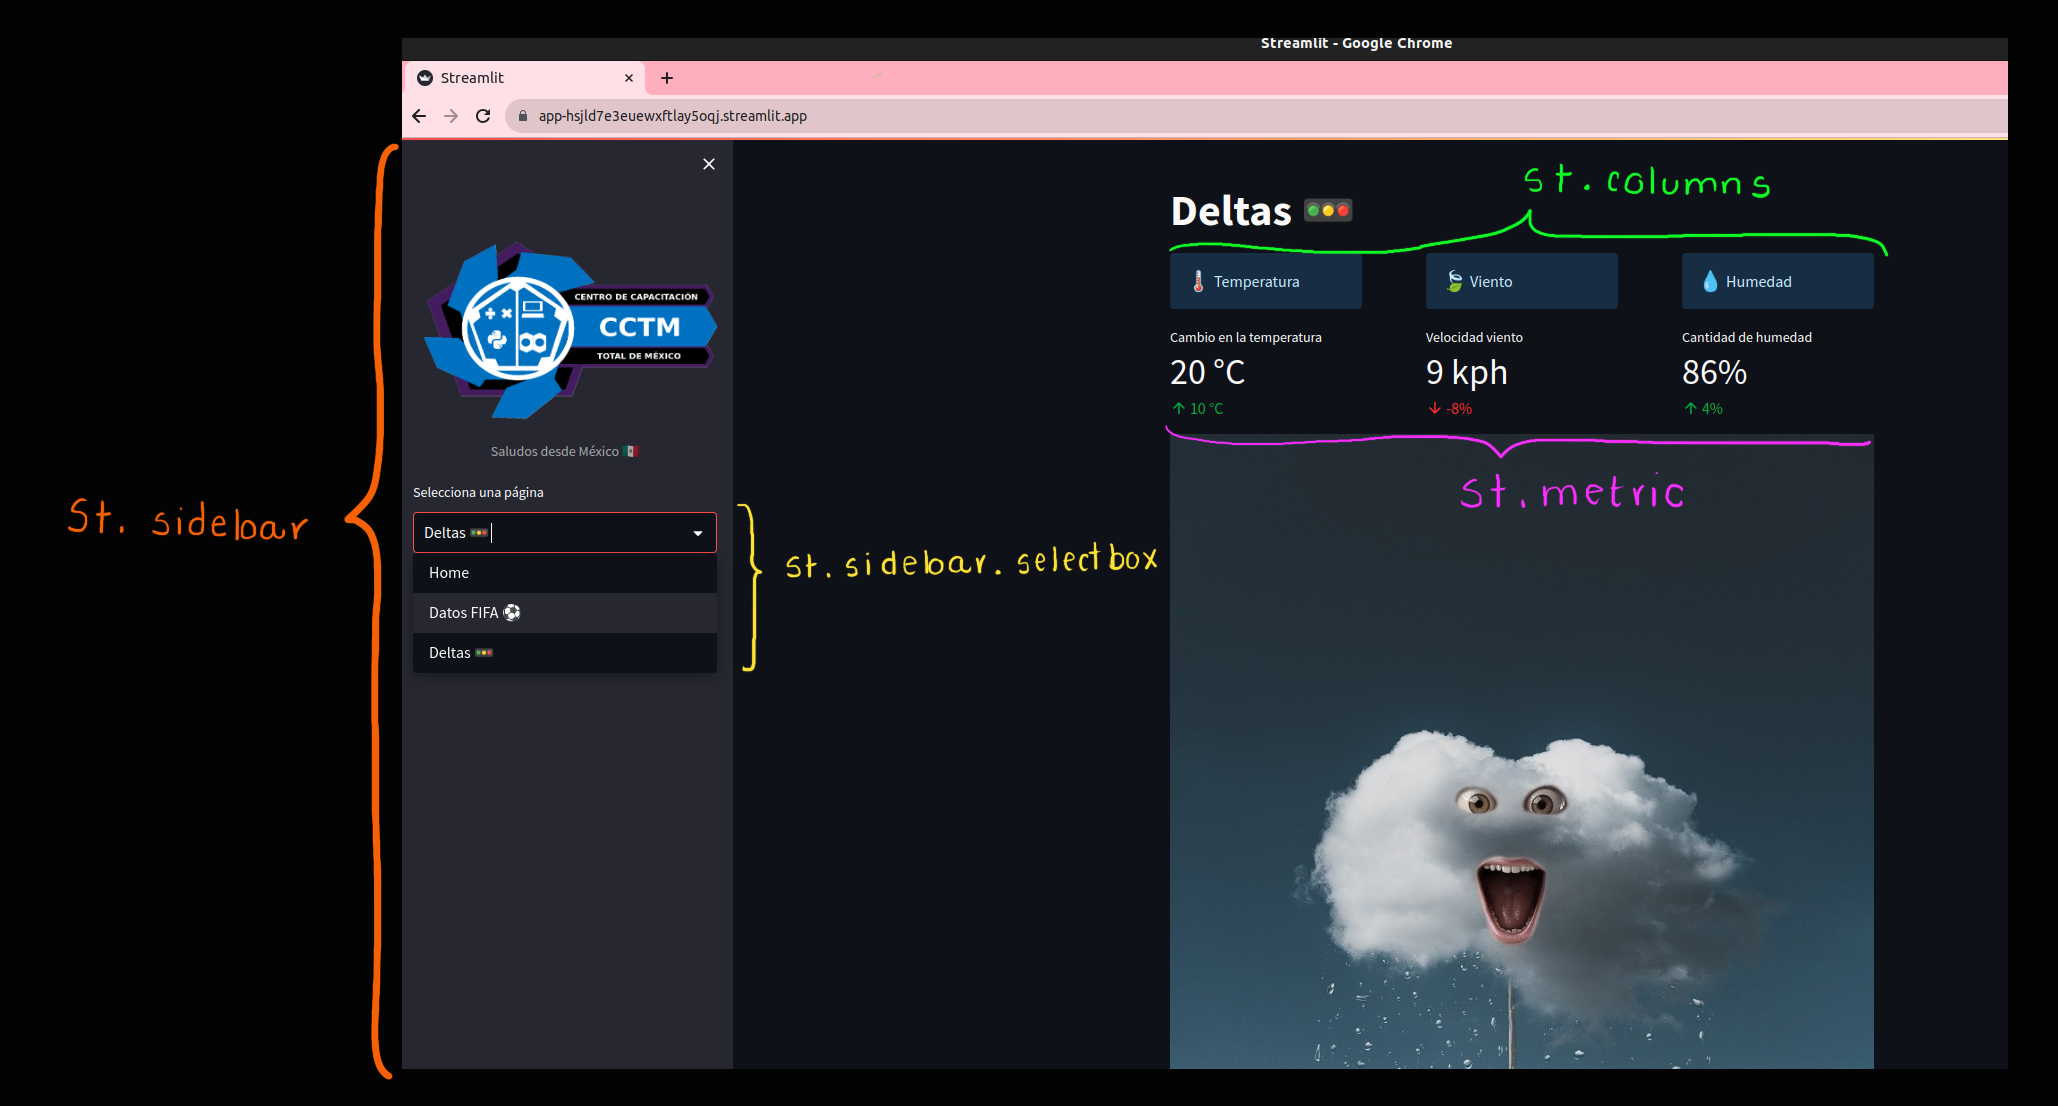 Streamlit - Google Chrome
Streamlit
app-hsjld7e3euewxftlay5oqj.streamlit.app
st.columns
Deltas 🚥
🌡️ Temperatura
🍃 Viento
💧 Humedad
CENTRO DE CAPACITACIÓN
CCTM
TOTAL DE MÉXICO
Cambio en la temperatura
Velocidad viento
Cantidad de humedad
20 °C
9 kph
86%
↑ 10 °C
↓ -8%
↑ 4%
Saludos desde México 🇲🇽
Selecciona una página
st.metric
St. sidebar
Deltas 🚥
st.sidebar.selectbox
Home
Datos FIFA ⚽
Deltas 🚥